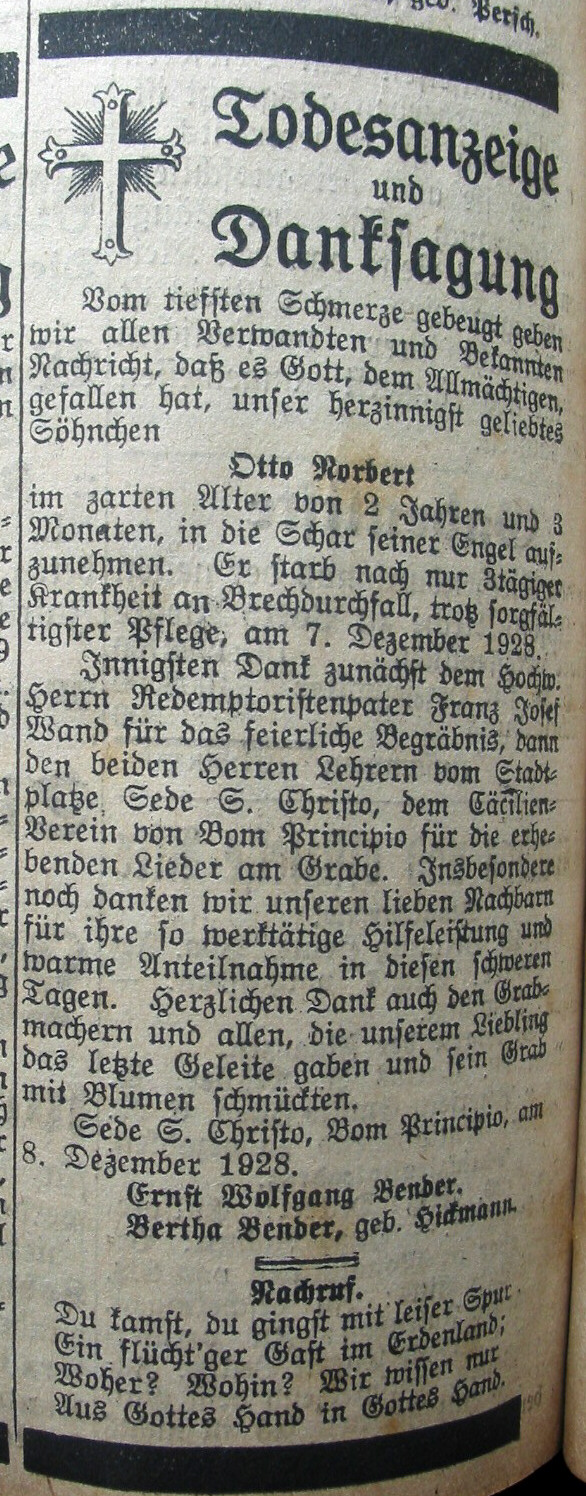 geb. Persch.
Todesanzeige
und
Danksagung
Vom tiefsten Schmerze gebeugt geben
wir allen Verwandten und Bekannten
Nachricht, daß es Gott, dem Allmächtigen,
gefallen hat, unser herzinnigst geliebtes
Söhnchen
Otto Norbert
im zarten Alter von 2 Jahren und 3
Monaten, in die Schar seiner Engel auf-
zunehmen. Er starb nach nur 3tägiger
Krankheit an Brechdurchfall, trotz sorgfäl-
tigster Pflege, am 7. Dezember 1928.
Innigsten Dank zunächst dem Hochw.
Herrn Redemptoristenpater Franz Josef
Wand für das feierliche Begräbnis, dann
den beiden Herren Lehrern vom Stadt-
platze Sede S. Christo, dem Cäcilien-
Verein von Bom Principio für die erhe-
benden Lieder am Grabe. Insbesondere
noch danken wir unseren lieben Nachbarn
für ihre so werktätige Hilfeleistung und
warme Anteilnahme in diesen schweren
Tagen. Herzlichen Dank auch den Grab-
machern und allen, die unserem Liebling
das letzte Geleite gaben und sein Grab
mit Blumen schmückten.
Sede S. Christo, Bom Principio, am
8. Dezember 1928.
Ernst Wolfgang Bender.
Bertha Bender, geb. Hickmann.
Nachruf.
Du kamst, du gingst mit leiser Spur
Ein flücht'ger Gast im Erdenland;
Woher? Wohin? Wir wissen nur
Aus Gottes Hand in Gottes Hand.